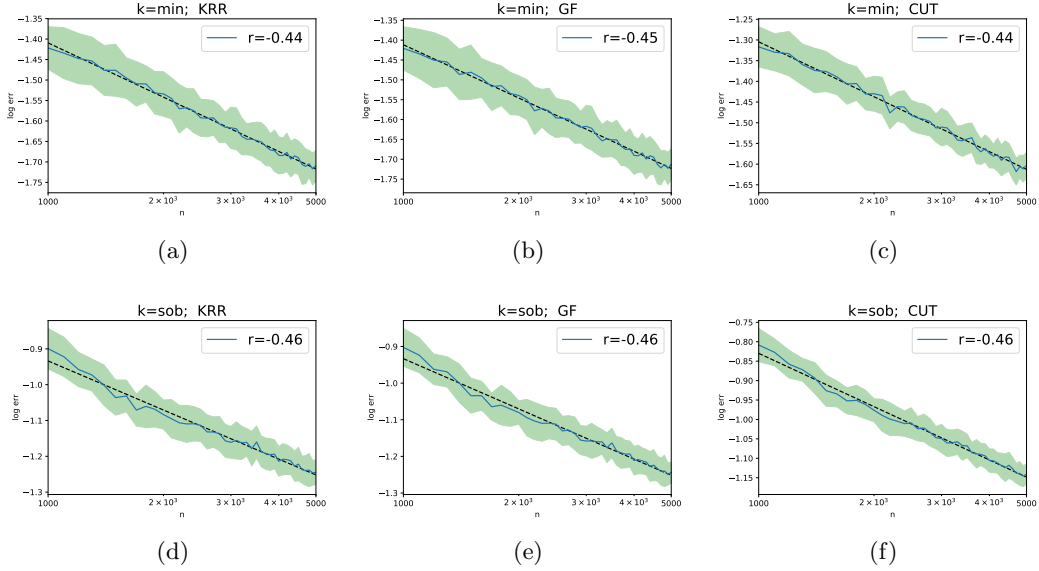 k=min; KRR
r=-0.44
log err
−1.35
−1.40
−1.45
−1.50
−1.55
−1.60
−1.65
−1.70
−1.75
1000
2 × 10³
3 × 10³
4 × 10³
5000
n
(a)
k=min; GF
r=-0.45
log err
−1.35
−1.40
−1.45
−1.50
−1.55
−1.60
−1.65
−1.70
−1.75
1000
2 × 10³
3 × 10³
4 × 10³
5000
n
(b)
k=min; CUT
r=-0.44
log err
−1.25
−1.30
−1.35
−1.40
−1.45
−1.50
−1.55
−1.60
−1.65
1000
2 × 10³
3 × 10³
4 × 10³
5000
n
(c)
k=sob; KRR
r=-0.46
log err
−0.9
−1.0
−1.1
−1.2
−1.3
1000
2 × 10³
3 × 10³
4 × 10³
5000
n
(d)
k=sob; GF
r=-0.46
log err
−0.9
−1.0
−1.1
−1.2
−1.3
1000
2 × 10³
3 × 10³
4 × 10³
5000
n
(e)
k=sob; CUT
r=-0.46
log err
−0.75
−0.80
−0.85
−0.90
−0.95
−1.00
−1.05
−1.10
−1.15
1000
2 × 10³
3 × 10³
4 × 10³
5000
n
(f)